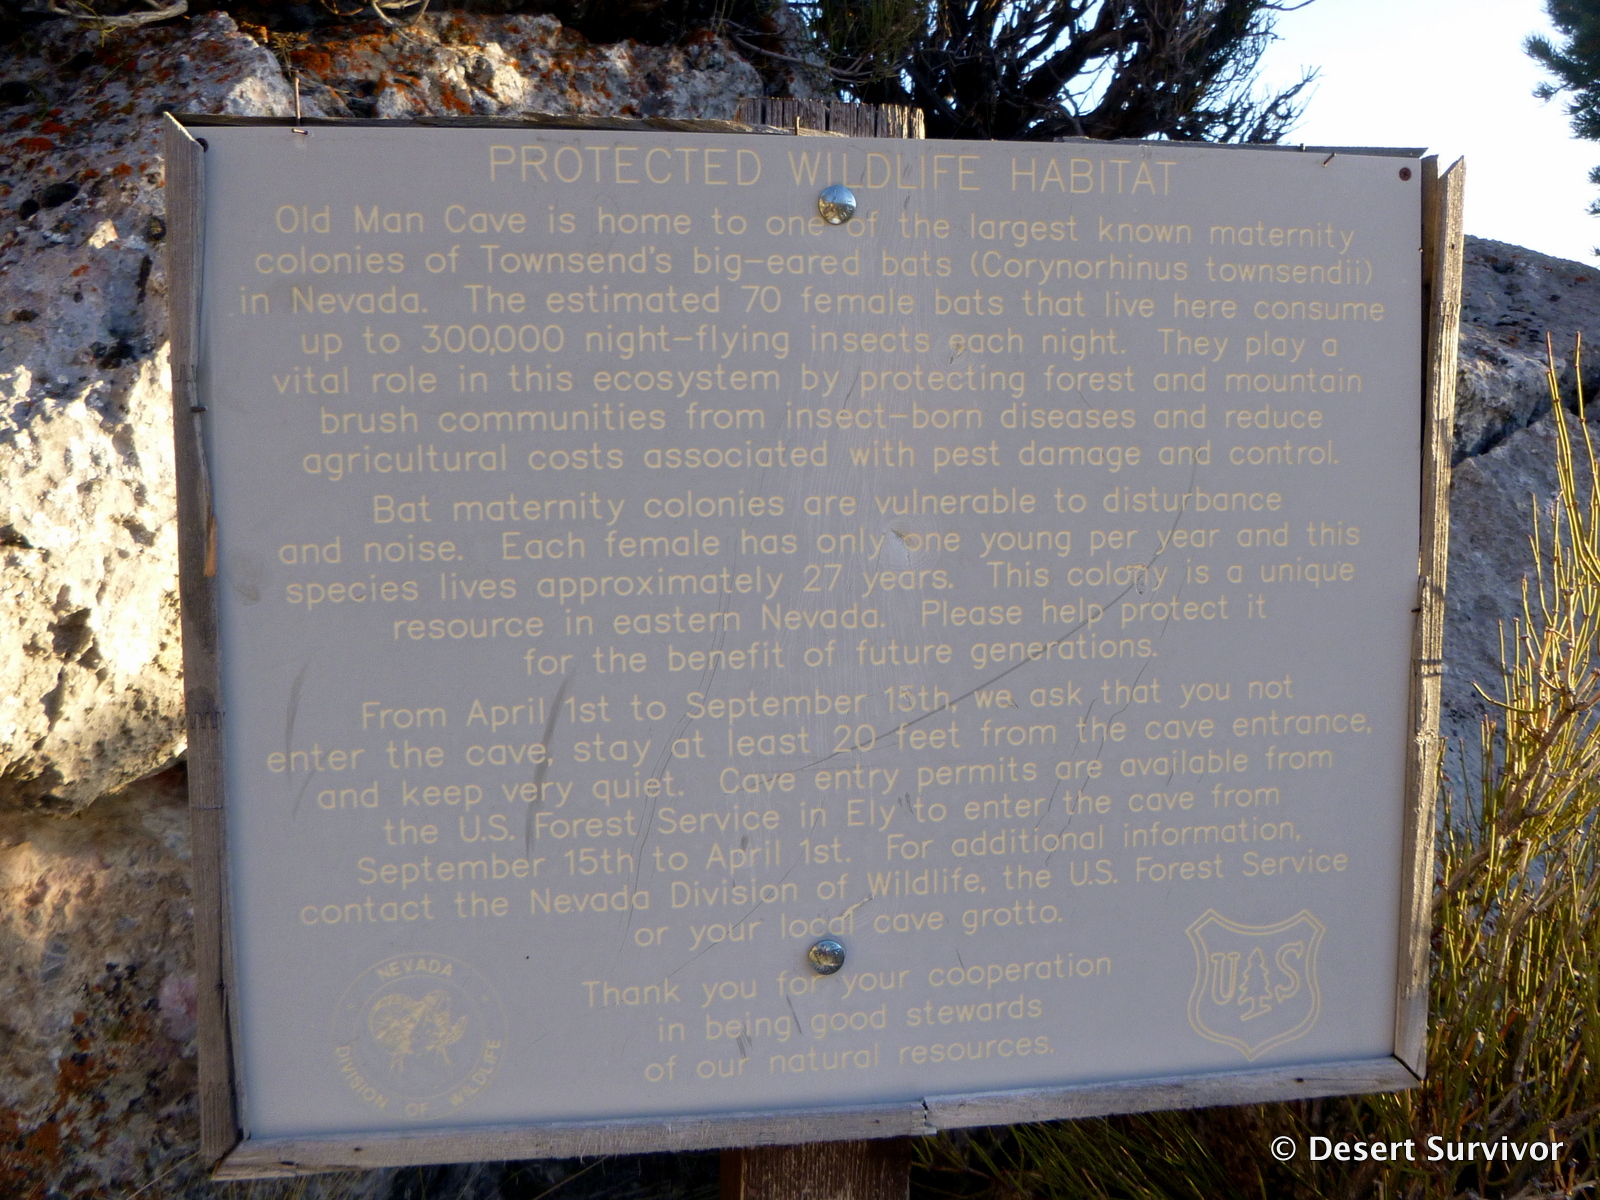 PROTECTED WILDLIFE HABITAT
Old Man Cave is home to one of the largest known maternity
colonies of Townsend's big-eared bats (Corynorhinus townsendii)
in Nevada. The estimated 70 female bats that live here consume
up to 300,000 night-flying insects each night. They play a
vital role in this ecosystem by protecting forest and mountain
brush communities from insect-born diseases and reduce
agricultural costs associated with pest damage and control.
Bat maternity colonies are vulnerable to disturbance
and noise. Each female has only one young per year and this
species lives approximately 27 years. This colony is a unique
resource in eastern Nevada. Please help protect it
for the benefit of future generations.
From April 1st to September 15th, we ask that you not
enter the cave, stay at least 20 feet from the cave entrance,
and keep very quiet. Cave entry permits are available from
the U.S. Forest Service in Ely to enter the cave from
September 15th to April 1st. For additional information,
contact the Nevada Division of Wildlife, the U.S. Forest Service
or your local cave grotto.
Thank you for your cooperation
in being good stewards
of our natural resources.
NEVADA
DIVISION OF WILDLIFE
U S
© Desert Survivor